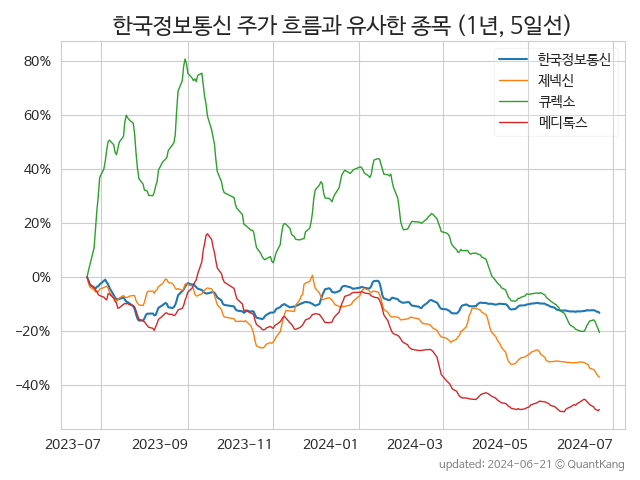 한국정보통신 주가 흐름과 유사한 종목 (1년, 5일선)
한국정보통신
제넥신
큐렉소
메디톡스
80%
60%
40%
20%
0%
−20%
−40%
2023-07
2023-09
2023-11
2024-01
2024-03
2024-05
2024-07
updated: 2024-06-21 © QuantKang